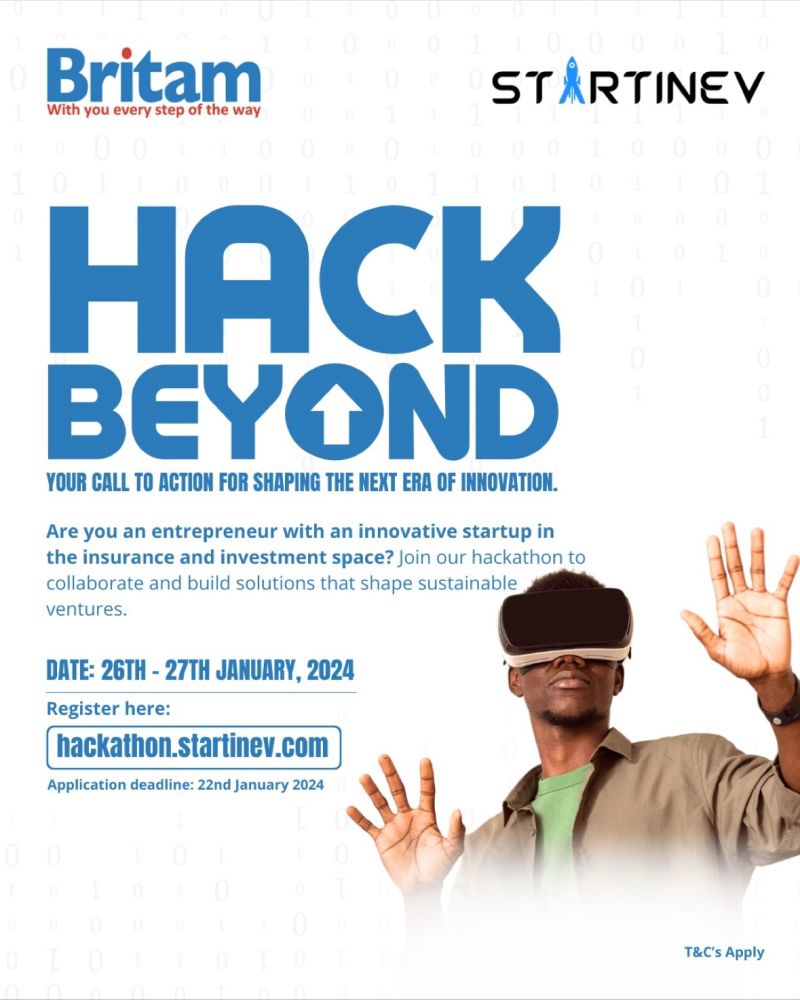 Britam
With you every step of the way
STARTINEV
HACK
BEYOND
YOUR CALL TO ACTION FOR SHAPING THE NEXT ERA OF INNOVATION.
Are you an entrepreneur with an innovative startup in
the insurance and investment space? Join our hackathon to
collaborate and build solutions that shape sustainable
ventures.
DATE: 26TH - 27TH JANUARY, 2024
Register here:
hackathon.startinev.com
Application deadline: 22nd January 2024
T&C's Apply